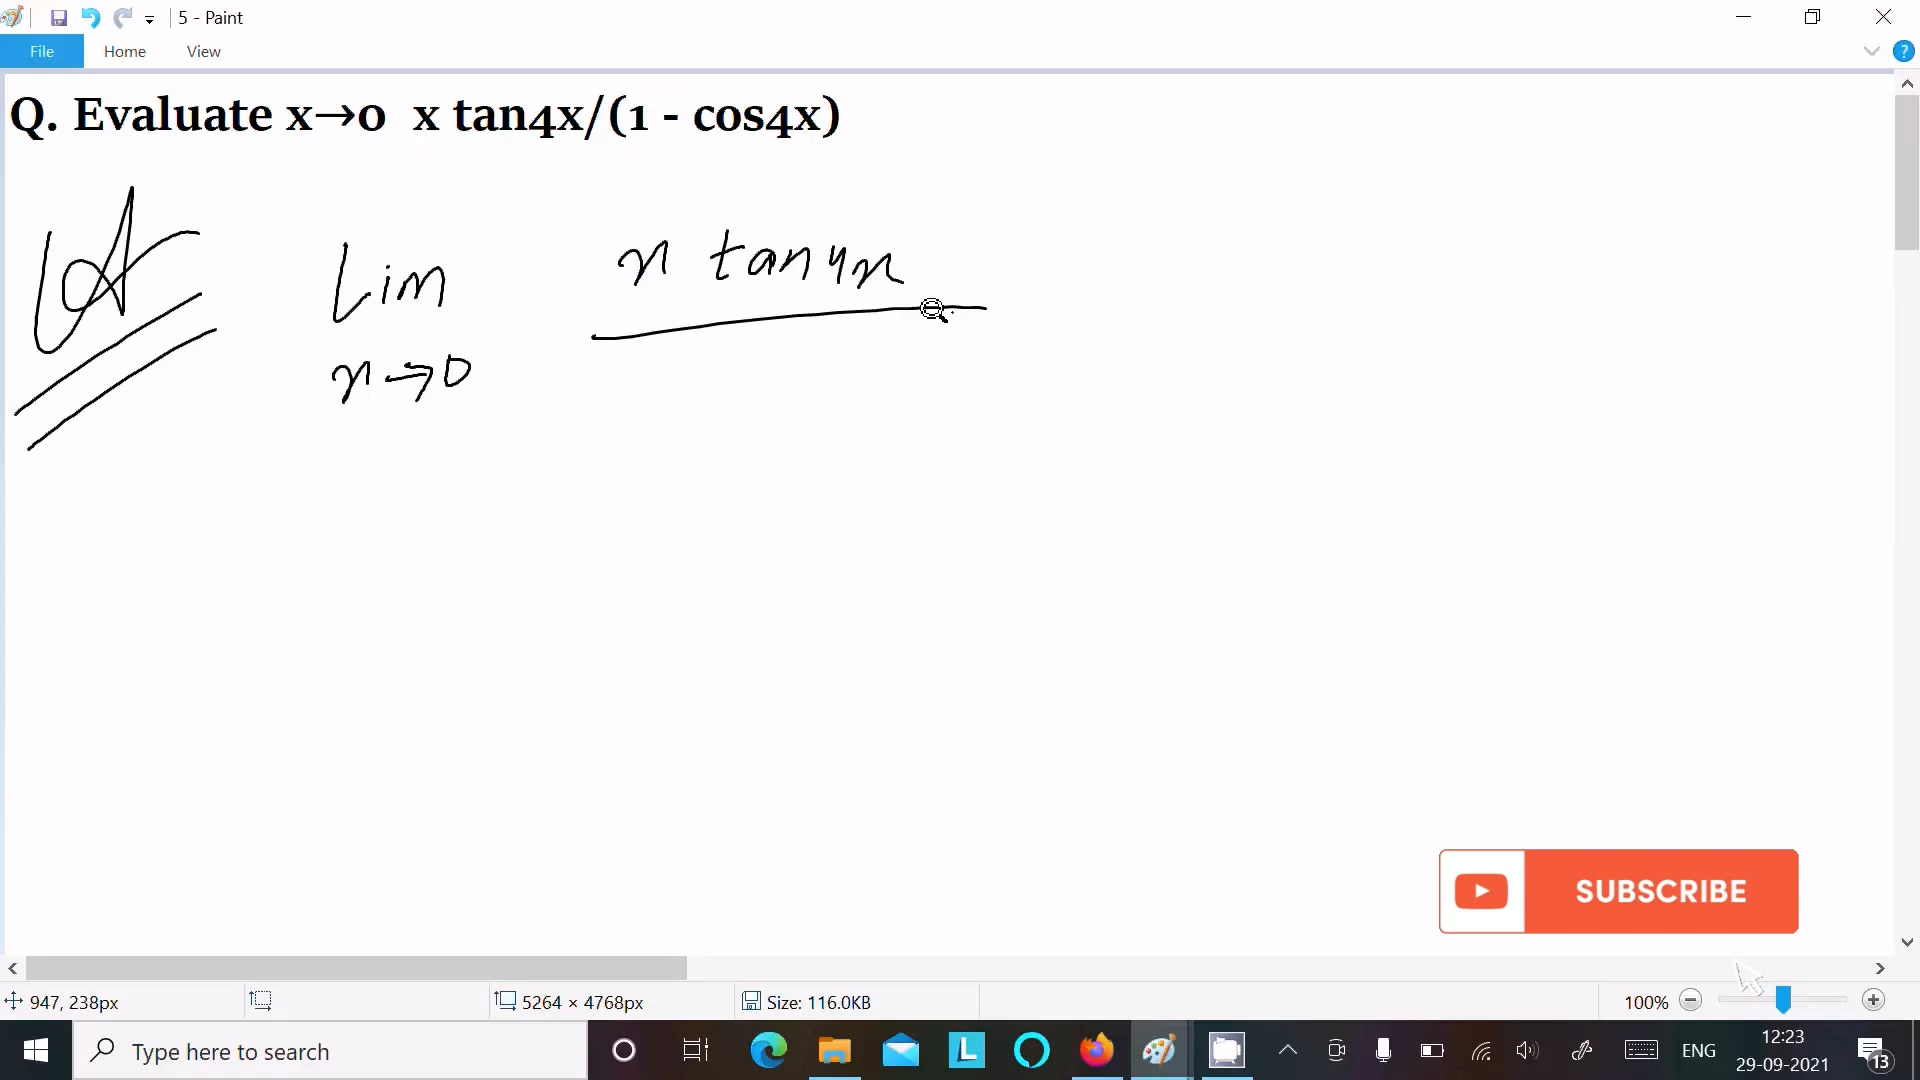 5 - Paint
File Home View
Q. Evaluate x→0 x tan4x/(1 - cos4x)
Lim x tan4x
x→0
SUBSCRIBE
947, 238px 5264 × 4768px Size: 116.0KB 100%
Type here to search L ENG 12:23
29-09-2021 13